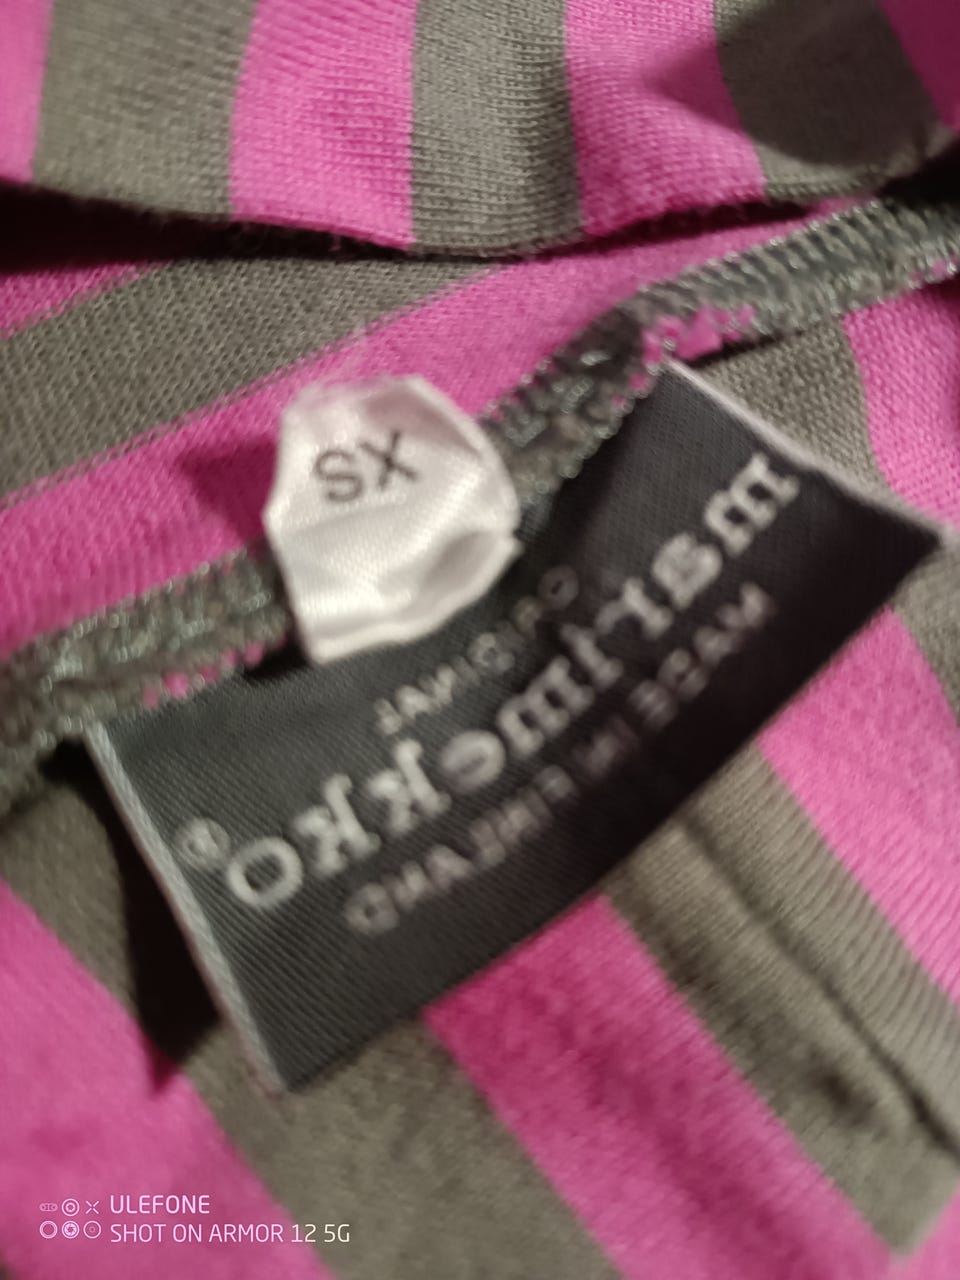 XS
ORIGINAL
marimekko®
MADE IN FINLAND
ULEFONE
SHOT ON ARMOR 12 5G